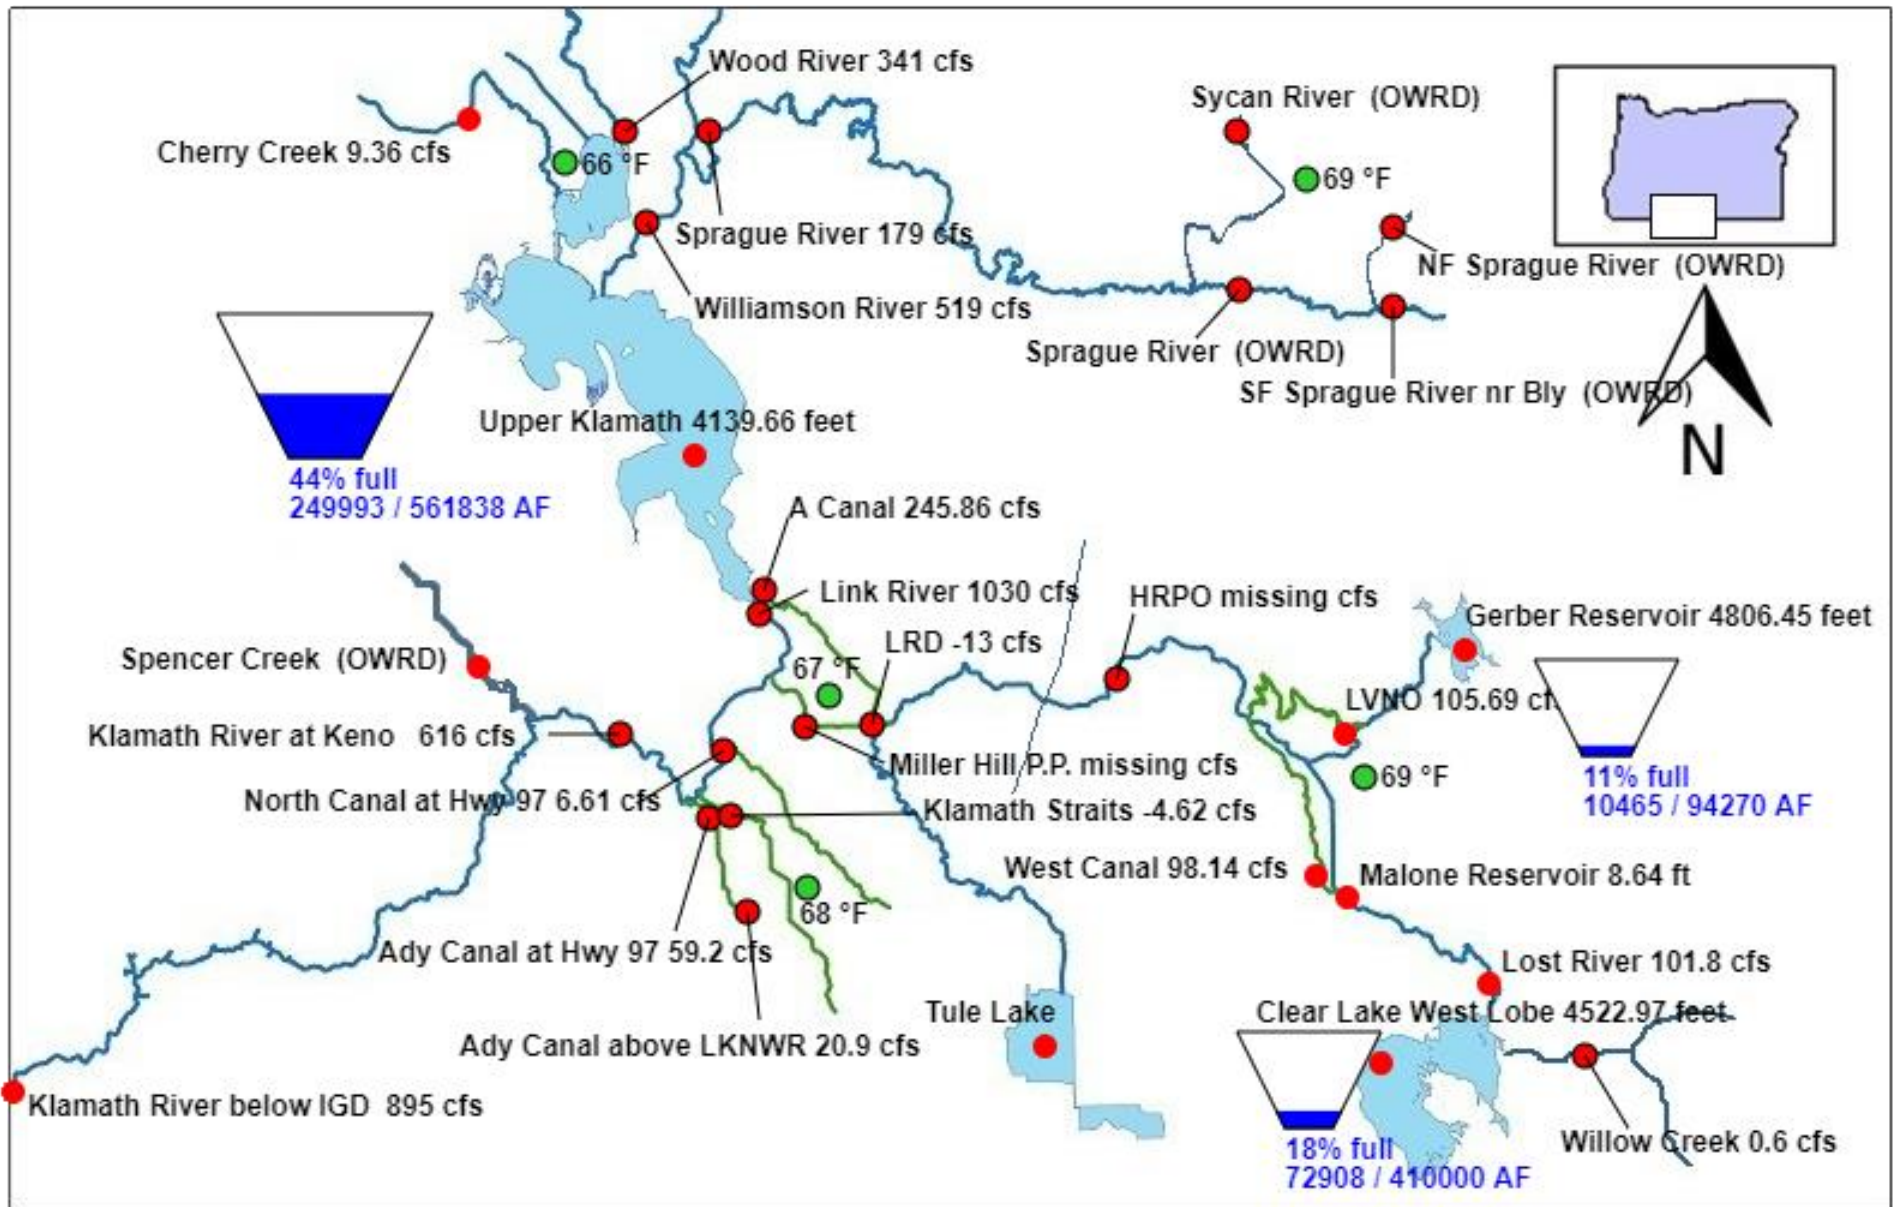 Wood River 341 cfs
Sycan River (OWRD)
Cherry Creek 9.36 cfs
66 °F
69 °F
Sprague River 179 cfs
NF Sprague River (OWRD)
Williamson River 519 cfs
Sprague River (OWRD)
SF Sprague River nr Bly (OWRD)
N
Upper Klamath 4139.66 feet
44% full
249993 / 561838 AF
A Canal 245.86 cfs
Link River 1030 cfs
HRPO missing cfs
Gerber Reservoir 4806.45 feet
LRD -13 cfs
Spencer Creek (OWRD)
67 °F
LVNO 105.69 cf
Klamath River at Keno 616 cfs
Miller Hill P.P. missing cfs
69 °F
11% full
10465 / 94270 AF
North Canal at Hwy 97 6.61 cfs
Klamath Straits -4.62 cfs
West Canal 98.14 cfs
Malone Reservoir 8.64 ft
68 °F
Ady Canal at Hwy 97 59.2 cfs
Lost River 101.8 cfs
Tule Lake
Clear Lake West Lobe 4522.97 feet
Ady Canal above LKNWR 20.9 cfs
Klamath River below IGD 895 cfs
Willow Creek 0.6 cfs
18% full
72908 / 410000 AF